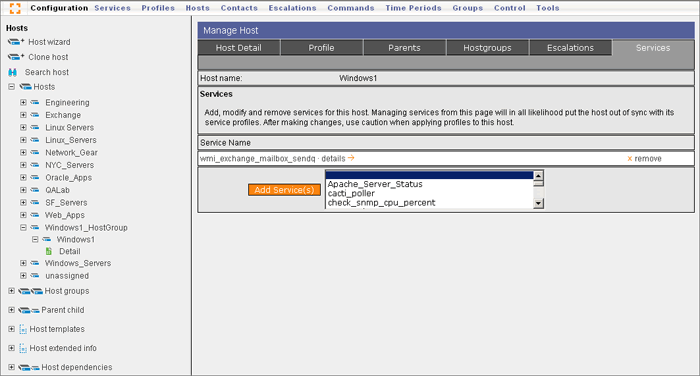 Configuration Services Profiles Hosts Contacts Escalations Commands Time Periods Groups Control Tools
Hosts
Host wizard
Clone host
Search host
Hosts
Engineering
Exchange
Linux Servers
Linux_Servers
Network_Gear
NYC_Servers
Oracle_Apps
QALab
SF_Servers
Web_Apps
Windows1_HostGroup
Windows1
Detail
Windows_Servers
unassigned
Host groups
Parent child
Host templates
Host extended info
Host dependencies
Manage Host
Host Detail Profile Parents Hostgroups Escalations Services
Host name: Windows1
Services
Add, modify and remove services for this host. Managing services from this page will in all likelihood put the host out of sync with its
service profiles. After making changes, use caution when applying profiles to this host.
Service Name
wmi_exchange_mailbox_sendq - details remove
Add Service(s)
Apache_Server_Status
cacti_poller
check_snmp_cpu_percent